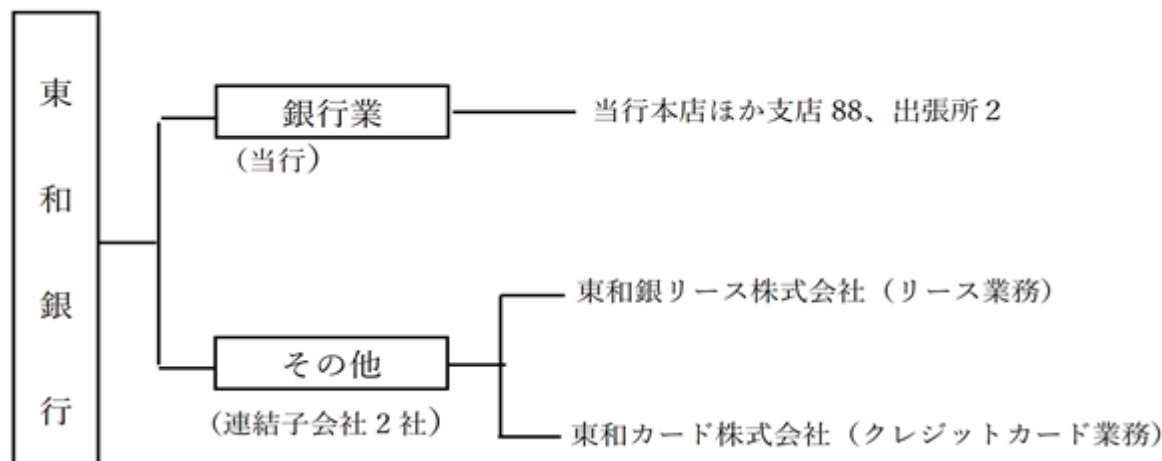 東和銀行
銀行業
(当行)
当行本店ほか支店 88、出張所 2
その他
(連結子会社 2 社)
東和銀リース株式会社（リース業務）
東和カード株式会社（クレジットカード業務）